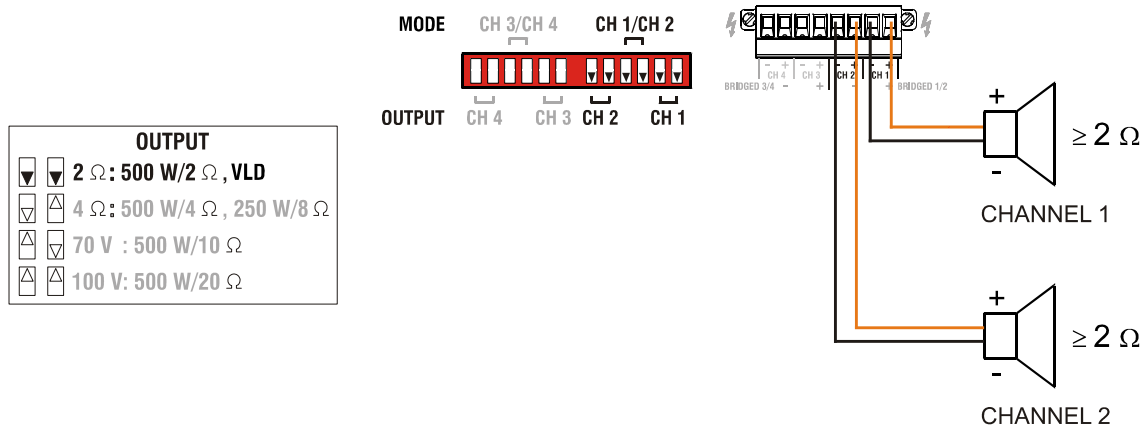 MODE CH 3/CH 4 CH 1/CH 2
OUTPUT CH 4 CH 3 CH 2 CH 1
- + - + - + - +
CH 4 CH 3 CH 2 CH 1
BRIDGED 3/4 - + - + BRIDGED 1/2
OUTPUT
2 Ω: 500 W/2 Ω, VLD
4 Ω: 500 W/4 Ω, 250 W/8 Ω
70 V : 500 W/10 Ω
100 V: 500 W/20 Ω
+
≥ 2 Ω
-
CHANNEL 1
+
≥ 2 Ω
-
CHANNEL 2